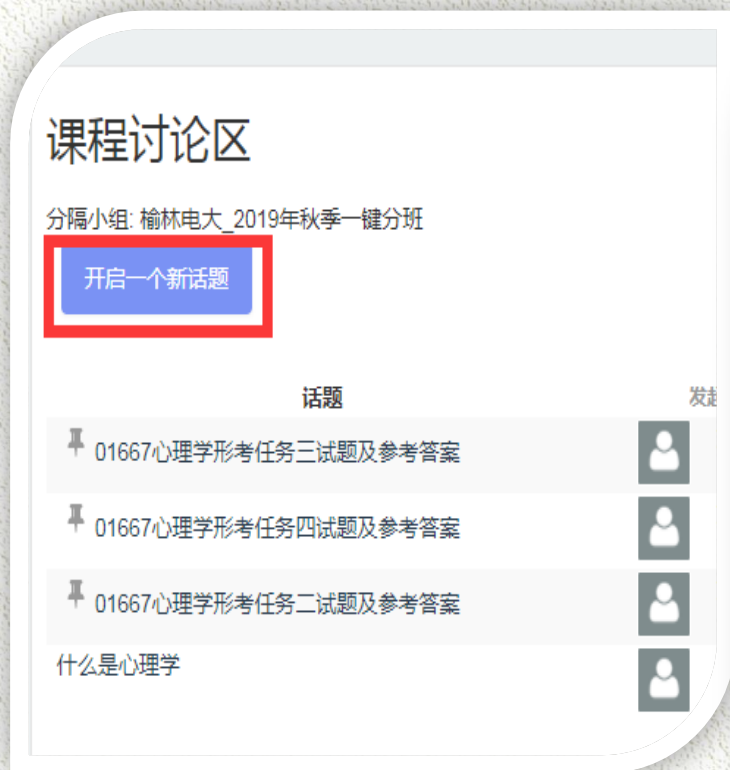 课程讨论区
分隔小组: 榆林电大_2019年秋季一键分班
开启一个新话题
话题
发起
01667心理学形考任务三试题及参考答案
01667心理学形考任务四试题及参考答案
01667心理学形考任务二试题及参考答案
什么是心理学